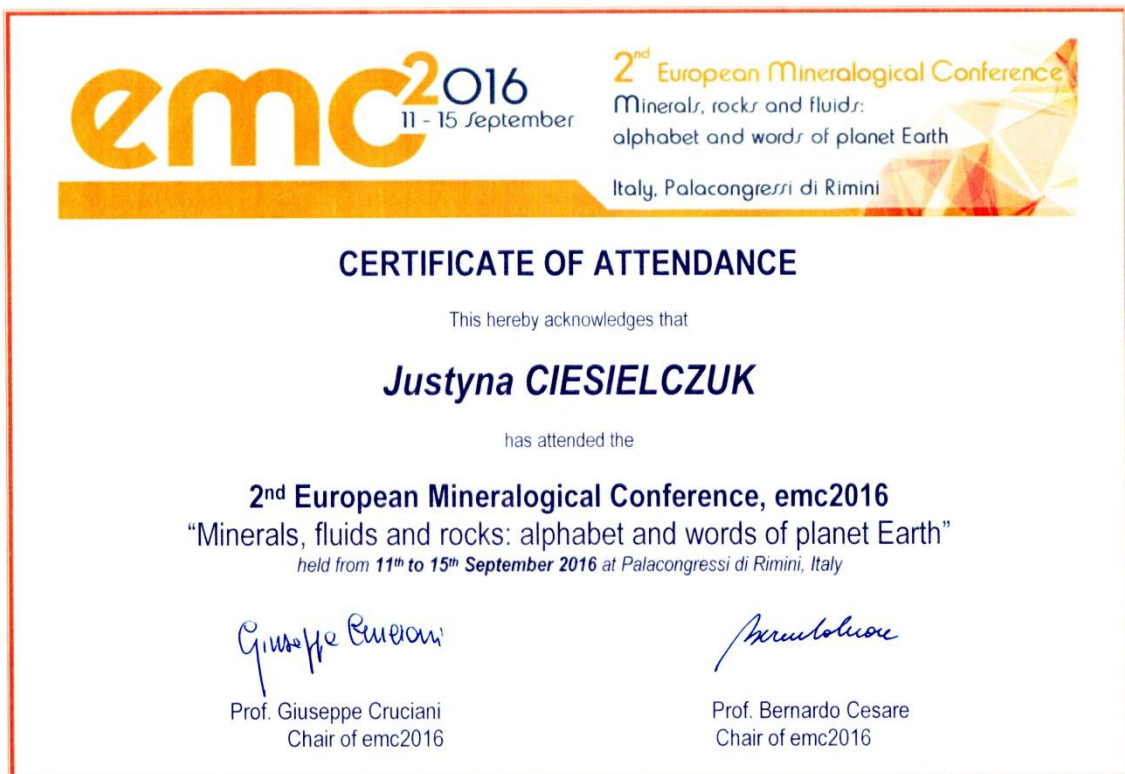 emc2016
11 - 15 September
2nd European Mineralogical Conference
Minerals, rocks and fluids:
alphabet and words of planet Earth
Italy, Palacongressi di Rimini
CERTIFICATE OF ATTENDANCE
This hereby acknowledges that
Justyna CIESIELCZUK
has attended the
2nd European Mineralogical Conference, emc2016
“Minerals, fluids and rocks: alphabet and words of planet Earth”
held from 11th to 15th September 2016 at Palacongressi di Rimini, Italy
Giuseppe Cruciani
Prof. Giuseppe Cruciani
Chair of emc2016
Prof. Bernardo Cesare
Chair of emc2016